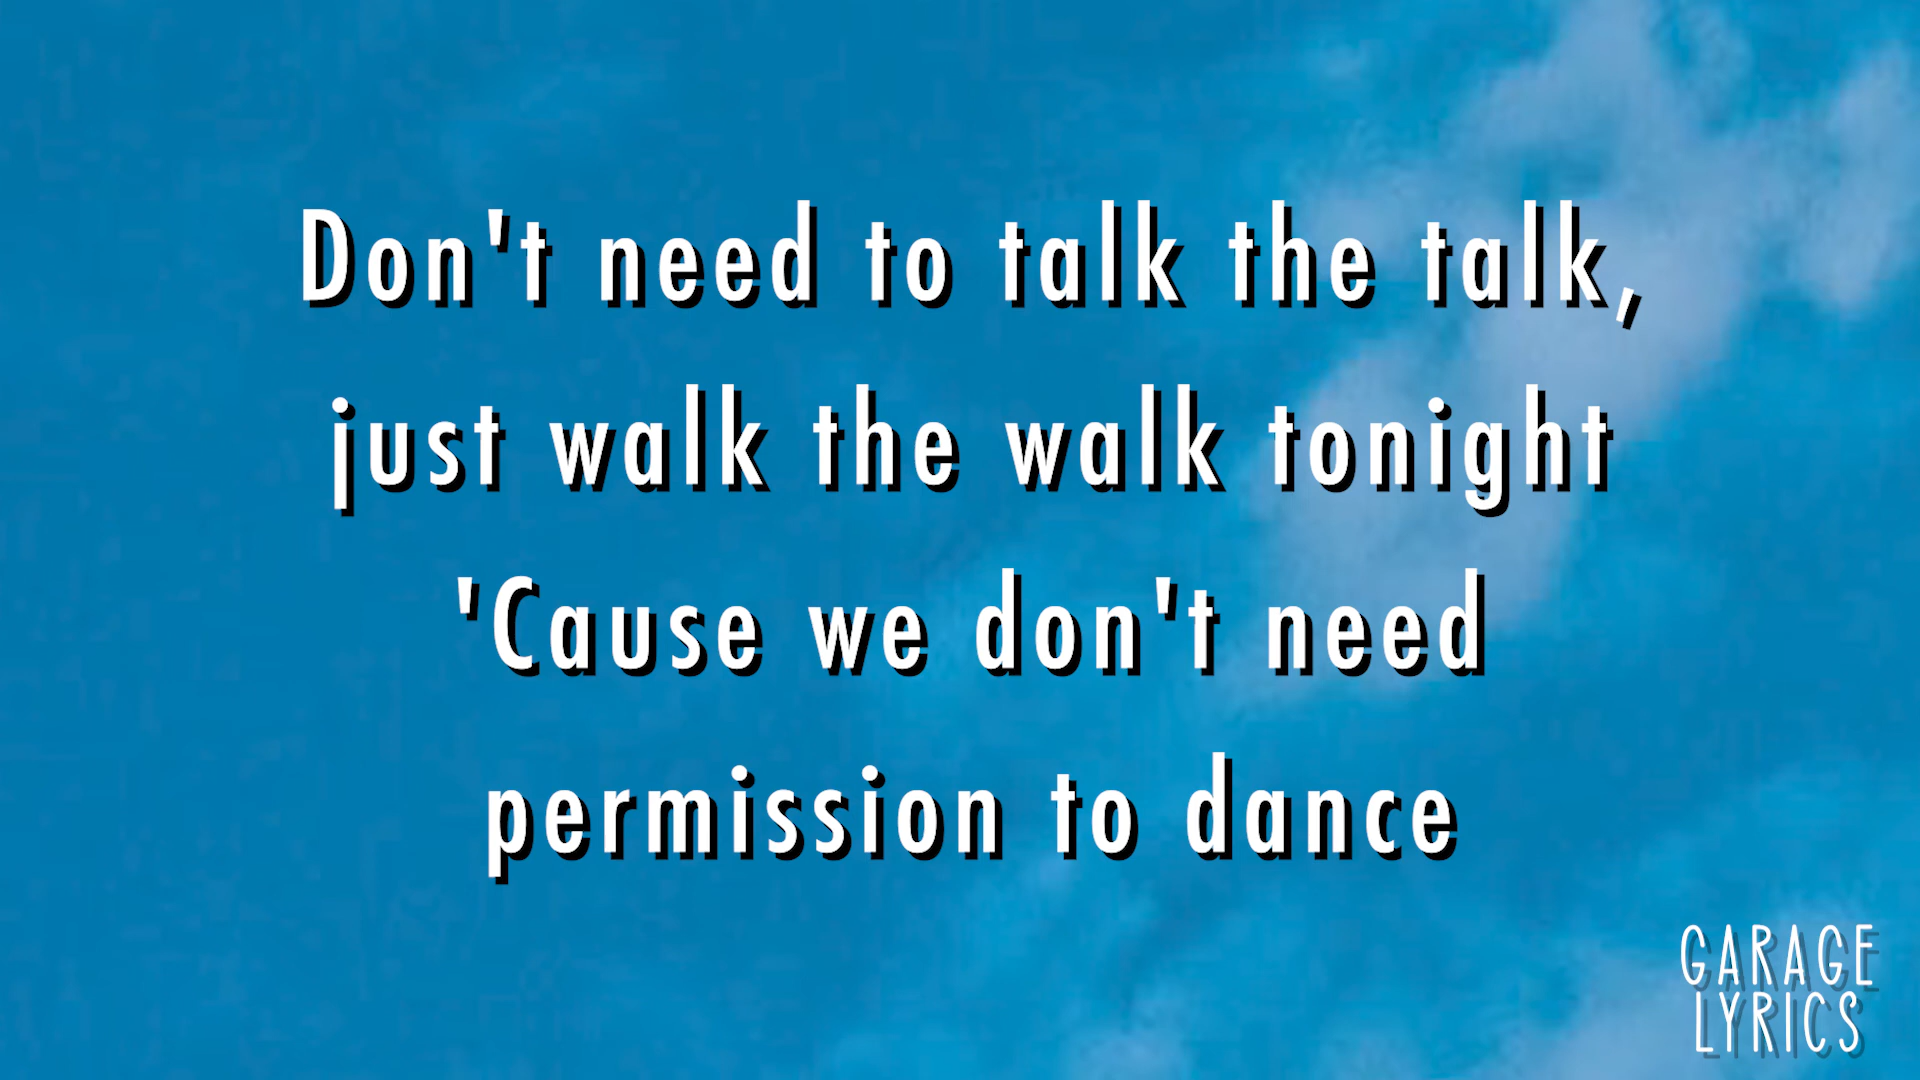 Don't need to talk the talk,
just walk the walk tonight
'Cause we don't need
permission to dance
GARAGE
LYRICS